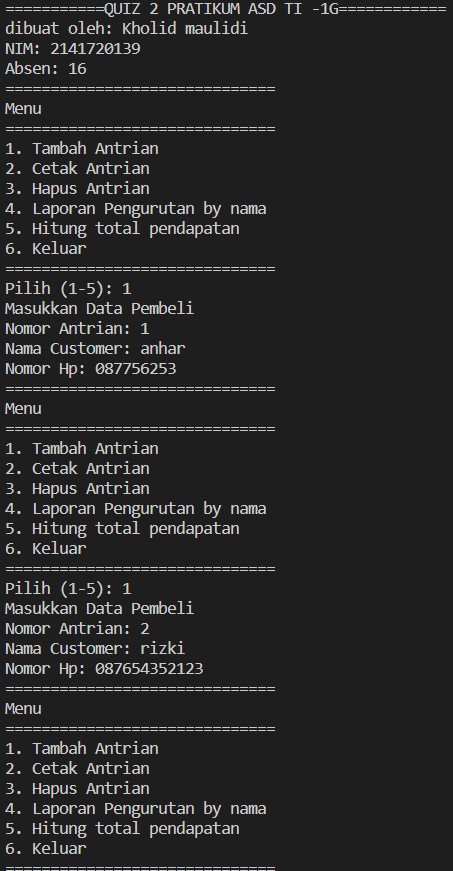 ===========QUIZ 2 PRATIKUM ASD TI -1G============
dibuat oleh: Kholid maulidi
NIM: 2141720139
Absen: 16
==============================
Menu
==============================
1. Tambah Antrian
2. Cetak Antrian
3. Hapus Antrian
4. Laporan Pengurutan by nama
5. Hitung total pendapatan
6. Keluar
==============================
Pilih (1-5): 1
Masukkan Data Pembeli
Nomor Antrian: 1
Nama Customer: anhar
Nomor Hp: 087756253
==============================
Menu
==============================
1. Tambah Antrian
2. Cetak Antrian
3. Hapus Antrian
4. Laporan Pengurutan by nama
5. Hitung total pendapatan
6. Keluar
==============================
Pilih (1-5): 1
Masukkan Data Pembeli
Nomor Antrian: 2
Nama Customer: rizki
Nomor Hp: 087654352123
==============================
Menu
==============================
1. Tambah Antrian
2. Cetak Antrian
3. Hapus Antrian
4. Laporan Pengurutan by nama
5. Hitung total pendapatan
6. Keluar
==============================